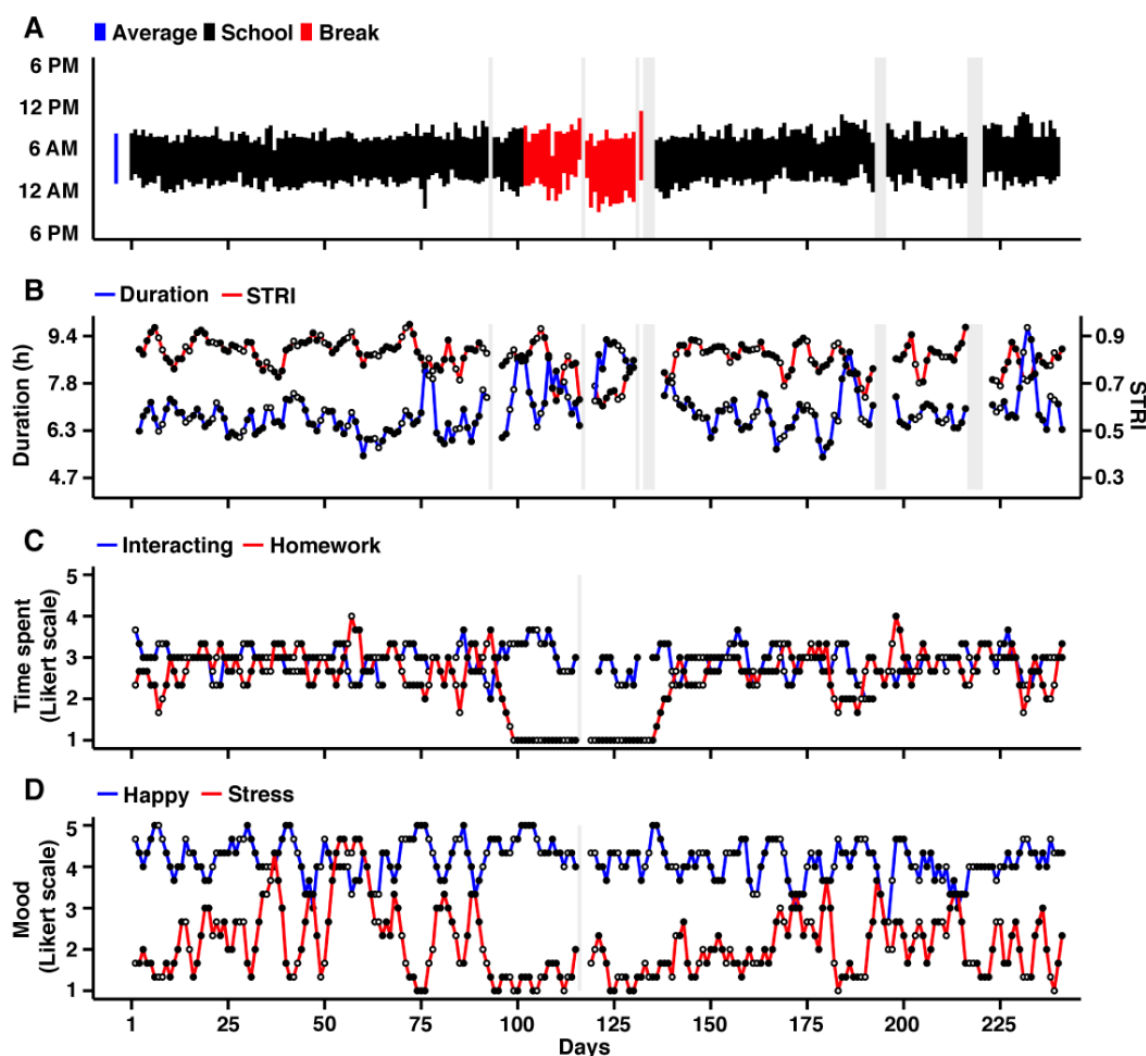 A
Average School Break
6 PM
12 PM
6 AM
12 AM
6 PM
B
Duration STRI
Duration (h)
9.4
7.8
6.3
4.7
0.9
0.7
0.5
0.3
STRI
C
Interacting Homework
Time spent
(Likert scale)
5
4
3
2
1
D
Happy Stress
Mood
(Likert scale)
5
4
3
2
1
1 25 50 75 100 125 150 175 200 225
Days